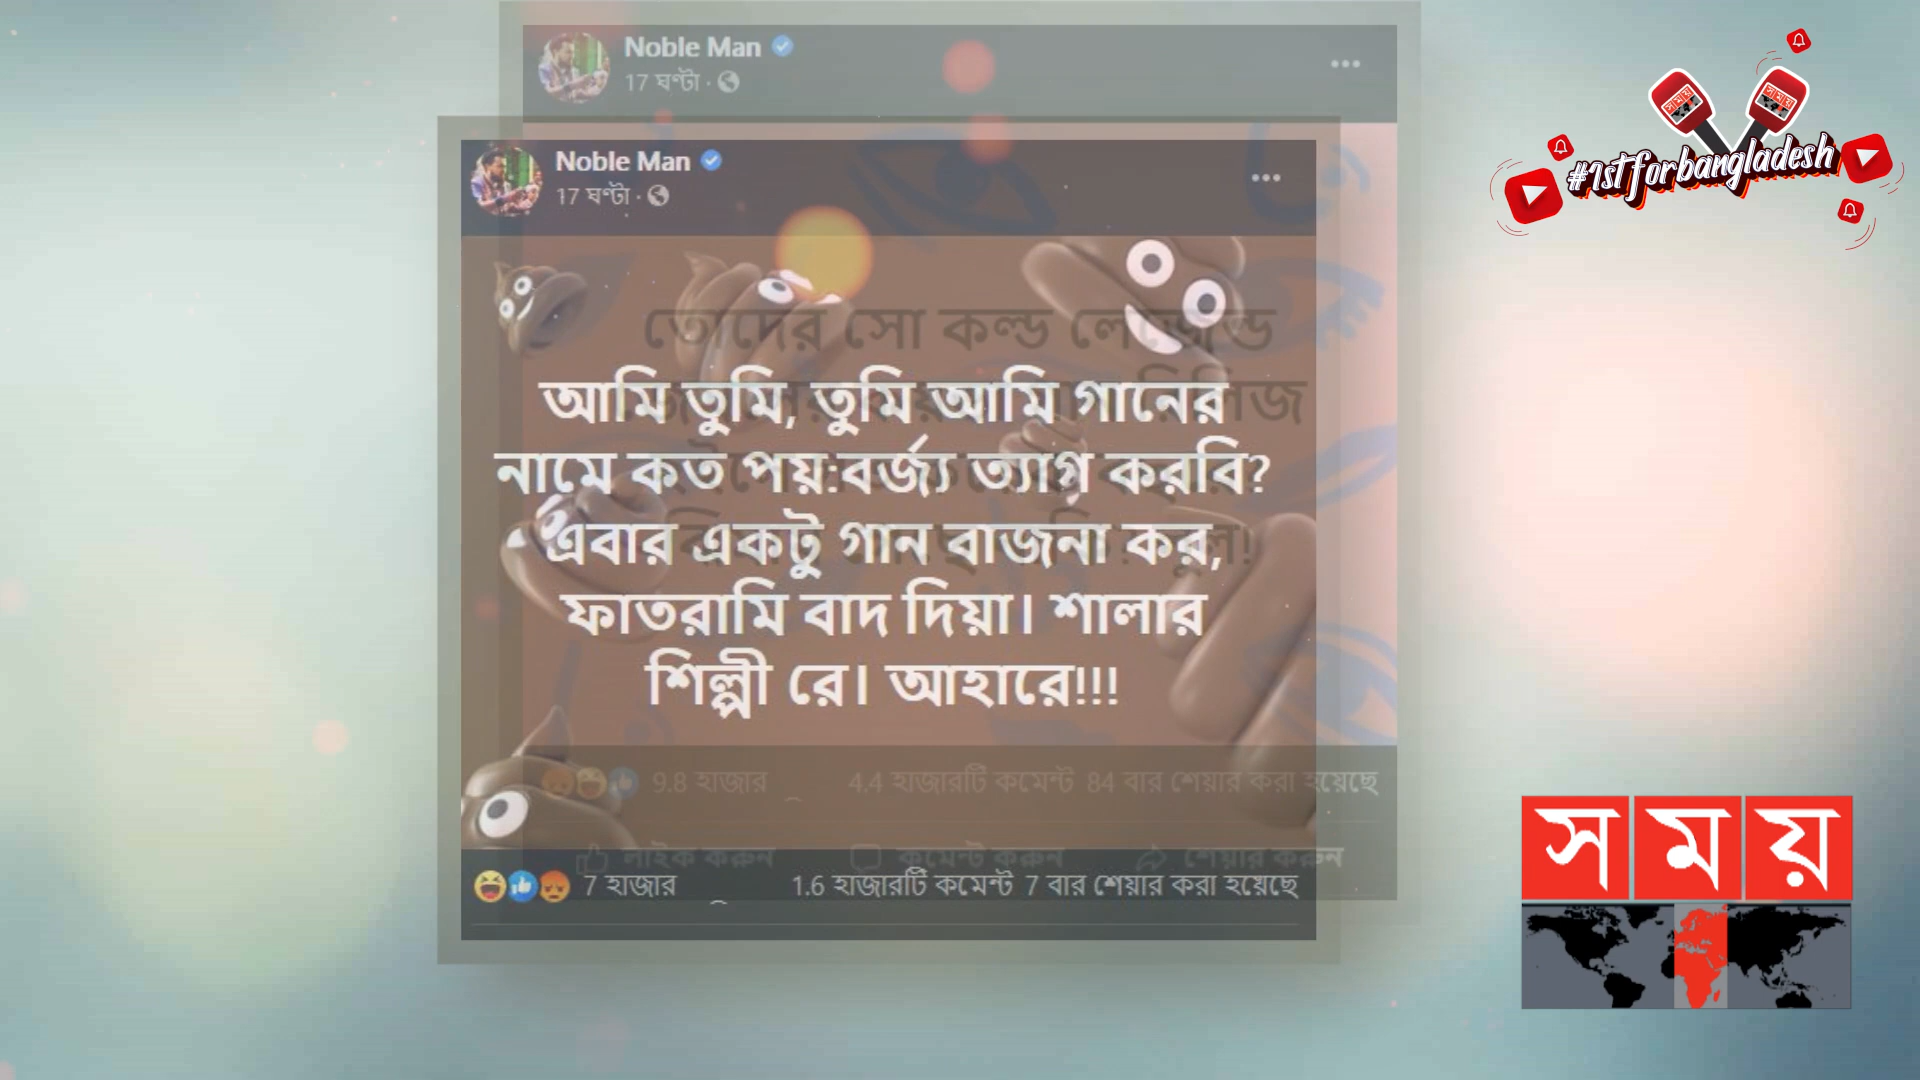 Noble Man
17 ঘণ্টা ·
Noble Man
17 ঘণ্টা ·
#1stforbangladesh
তোদের সো কল্ড লেজেন্ড
আমি তুমি, তুমি আমি গানের
নামে কত পয়:বর্জ্য ত্যাগ করবি?
এবার একটু গান বাজনা কর,
ফাতরামি বাদ দিয়া। শালার
শিল্পী রে। আহারে!!!
9.8 হাজার 4.4 হাজারটি কমেন্ট 84 বার শেয়ার করা হয়েছে
লাইক করুন কমেন্ট করুন শেয়ার করুন
7 হাজার 1.6 হাজারটি কমেন্ট 7 বার শেয়ার করা হয়েছে
সময়